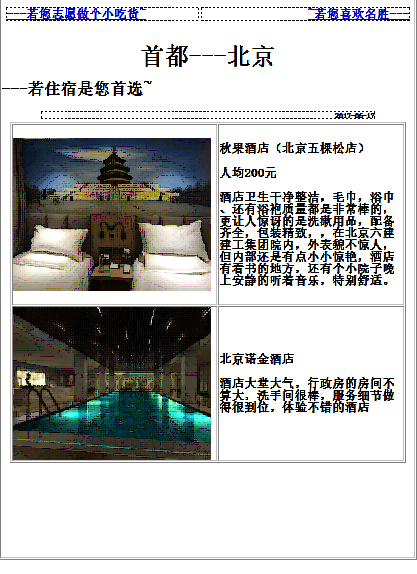 ---若您志愿做个小吃货~
~若您喜欢名胜---
首都---北京
---若住宿是您首选~
2017-06-17
秋果酒店（北京五棵松店）
人均200元
酒店卫生干净整洁，毛巾，浴巾
、还有浴袍质量都是非常棒的，
更让人惊讶的是洗漱用品，配备
齐全，包装精致，，在北京六建
建工集团院内，外表貌不惊人，
但内部还是有点小小惊艳，酒店
有看书的地方，还有个小院子晚
上安静的听着音乐，特别舒适。
北京诺金酒店
酒店大堂大气，行政房的房间不
算大，洗手间很棒，服务细节做
得很到位，体验不错的酒店